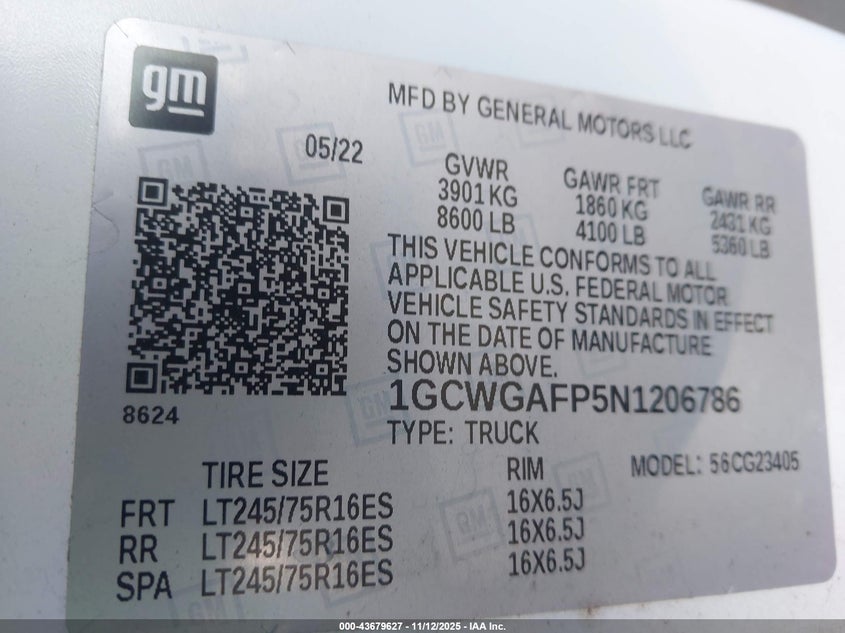 gm
MFD BY GENERAL MOTORS LLC
05/22
GVWR GAWR FRT GAWR RR
3901 KG 1860 KG 2431 KG
8600 LB 4100 LB 5360 LB
THIS VEHICLE CONFORMS TO ALL
APPLICABLE U.S. FEDERAL MOTOR
VEHICLE SAFETY STANDARDS IN EFFECT
ON THE DATE OF MANUFACTURE
SHOWN ABOVE.
1GCWGAFP5N1206786
8624
TYPE: TRUCK
MODEL: 56CG23405
TIRE SIZE RIM
FRT LT245/75R16ES 16X6.5J
RR LT245/75R16ES 16X6.5J
SPA LT245/75R16ES 16X6.5J
000-43679627 - 11/12/2025 - IAA Inc.